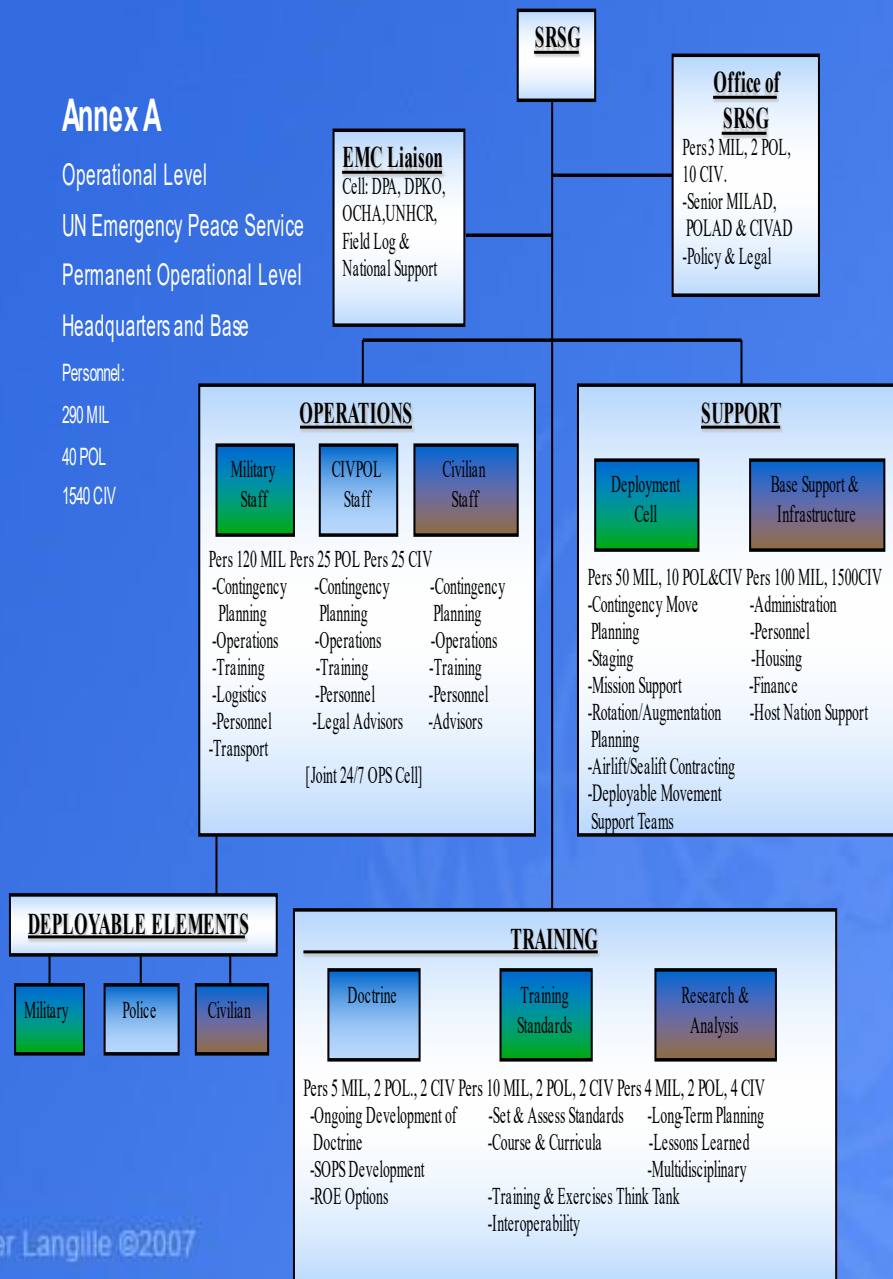 SRSG
Office of
SRSG
Pers 3 MIL, 2 POL,
10 CIV.
-Senior MILAD,
POLAD & CIVAD
-Policy & Legal
Annex A
Operational Level
UN Emergency Peace Service
Permanent Operational Level
Headquarters and Base
Personnel:
290 MIL
40 POL
1540 CIV
EMC Liaison
Cell: DPA, DPKO,
OCHA,UNHCR,
Field Log &
National Support
OPERATIONS
Military
Staff
CIVPOL
Staff
Civilian
Staff
Pers 120 MIL Pers 25 POL Pers 25 CIV
-Contingency
Planning
-Operations
-Training
-Logistics
-Personnel
-Transport
-Contingency
Planning
-Operations
-Training
-Personnel
-Legal Advisors
-Contingency
Planning
-Operations
-Training
-Personnel
-Advisors
[Joint 24/7 OPS Cell]
SUPPORT
Deployment
Cell
Base Support &
Infrastructure
Pers 50 MIL, 10 POL&CIV Pers 100 MIL, 1500CIV
-Contingency Move
Planning
-Staging
-Mission Support
-Rotation/Augmentation
Planning
-Airlift/Sealift Contracting
-Deployable Movement
Support Teams
-Administration
-Personnel
-Housing
-Finance
-Host Nation Support
DEPLOYABLE ELEMENTS
Military
Police
Civilian
TRAINING
Doctrine
Training
Standards
Research &
Analysis
Pers 5 MIL, 2 POL., 2 CIV Pers 10 MIL, 2 POL, 2 CIV Pers 4 MIL, 2 POL, 4 CIV
-Ongoing Development of
Doctrine
-SOPS Development
-ROE Options
-Set & Assess Standards
-Course & Curricula
-Long-Term Planning
-Lessons Learned
-Multidisciplinary
-Training & Exercises Think Tank
-Interoperability
er Langille ©2007